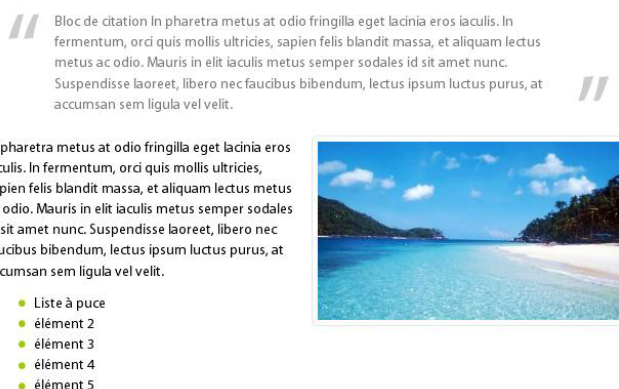 Bloc de citation In pharetra metus at odio fringilla eget lacinia eros iaculis. In
fermentum, orci quis mollis ultricies, sapien felis blandit massa, et aliquam lectus
metus ac odio. Mauris in elit iaculis metus semper sodales id sit amet nunc.
Suspendisse laoreet, libero nec faucibus bibendum, lectus ipsum luctus purus, at
accumsan sem ligula vel velit.
pharetra metus at odio fringilla eget lacinia eros
culis. In fermentum, orci quis mollis ultricies,
pien felis blandit massa, et aliquam lectus metus
odio. Mauris in elit iaculis metus semper sodales
sit amet nunc. Suspendisse laoreet, libero nec
ucibus bibendum, lectus ipsum luctus purus, at
cumsan sem ligula vel velit.
Liste à puce
élément 2
élément 3
élément 4
élément 5